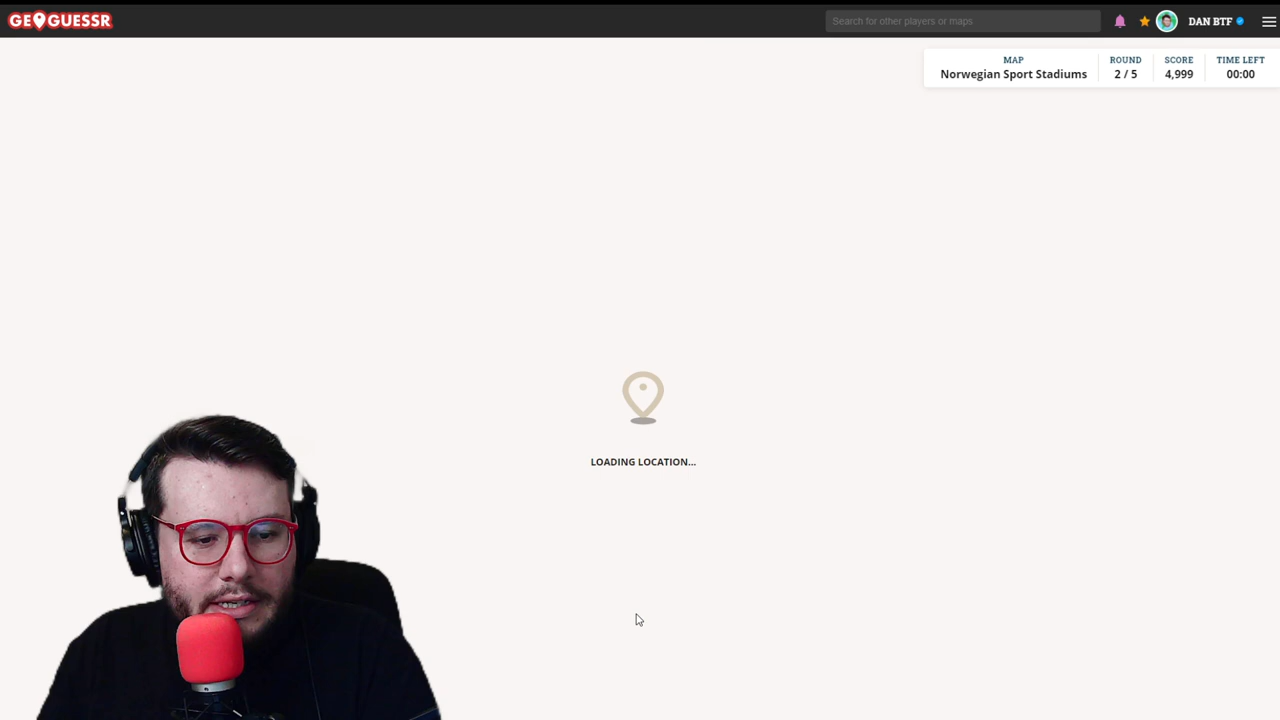 GEOGUESSR
Search for other players or maps
DAN BTF
MAP ROUND SCORE TIME LEFT
Norwegian Sport Stadiums 2 / 5 4,999 00:00
LOADING LOCATION...